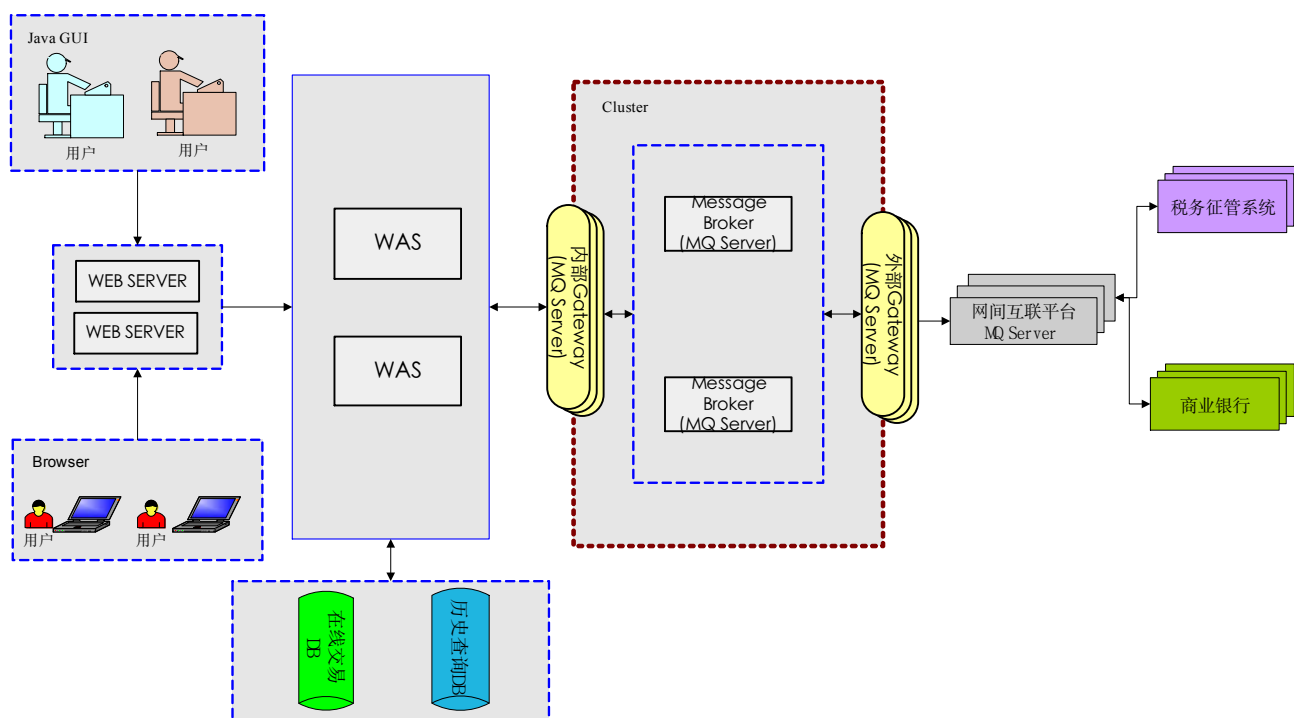 Java GUI
用户
用户
WEB SERVER
WEB SERVER
Browser
用户
用户
WAS
WAS
在线交易
DB
历史查询DB
Cluster
内部Gateway
(MQ Server)
Message
Broker
(MQ Server)
Message
Broker
(MQ Server)
外部Gateway
(MQ Server)
网间互联平台
MQ Server
税务征管系统
商业银行